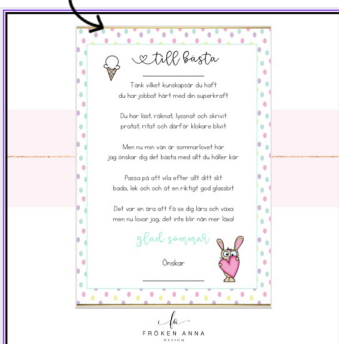 till bästa
Tänk vilket kunskapsår du haft
du har jobbat hårt med din superkraft
Du har läst, räknat, lyssnat och skrivit
pratat, ritat och därför klokare blivit
Men nu min vän är sommarlovet här
jag önskar dig det bästa med allt du håller kär
Passa på att vila efter allt ditt slit
bada, lek och och ät en riktigt god glassbit
Det var en ära att få se dig lära och växa
men nu lovar jag, det inte blir nån mer läxa!
glad sommar
Önskar
fa
FRÖKEN ANNA
DESIGN